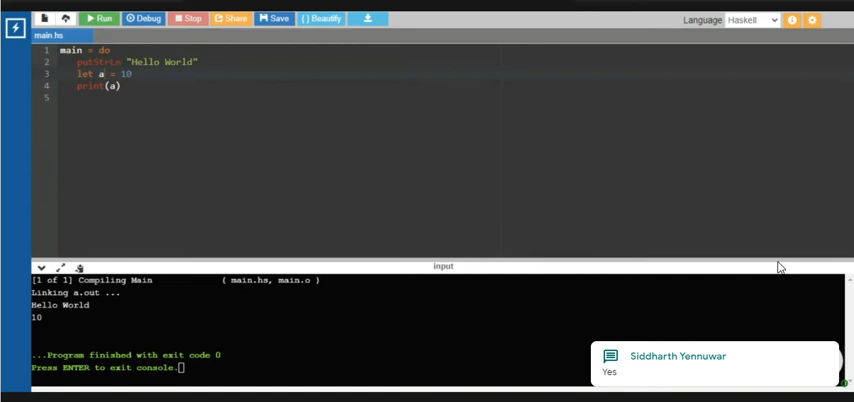 Run Debug Stop Share Save { } Beautify Language Haskell
main.hs
1 main = do
2 putStrLn "Hello World"
3 let a = 10
4 print(a)
5
input
[1 of 1] Compiling Main ( main.hs, main.o )
Linking a.out ...
Hello World
10
...Program finished with exit code 0
Press ENTER to exit console.
Siddharth Yennuwar
Yes